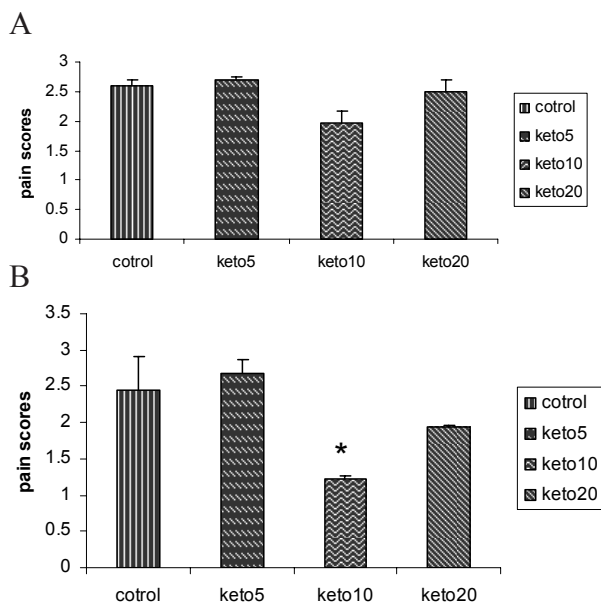 A
pain scores
3
2.5
2
1.5
1
0.5
0
cotrol keto5 keto10 keto20
cotrol
keto5
keto10
keto20
B
pain scores
3.5
3
2.5
2
1.5
1
0.5
0
*
cotrol keto5 keto10 keto20
cotrol
keto5
keto10
keto20